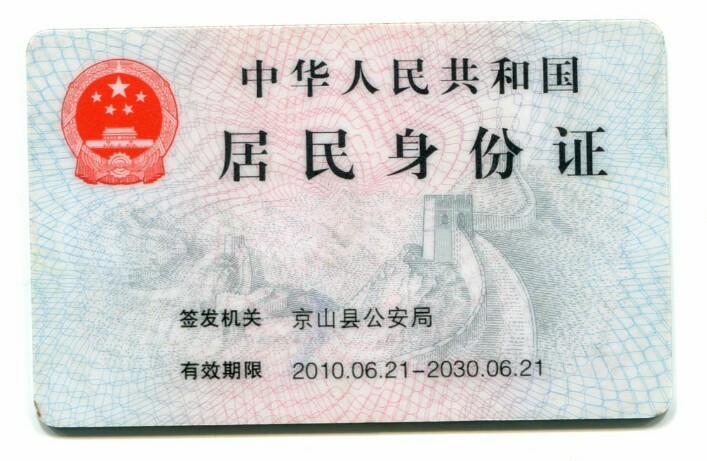 中华人民共和国
居民身份证
签发机关 京山县公安局
有效期限 2010.06.21-2030.06.21